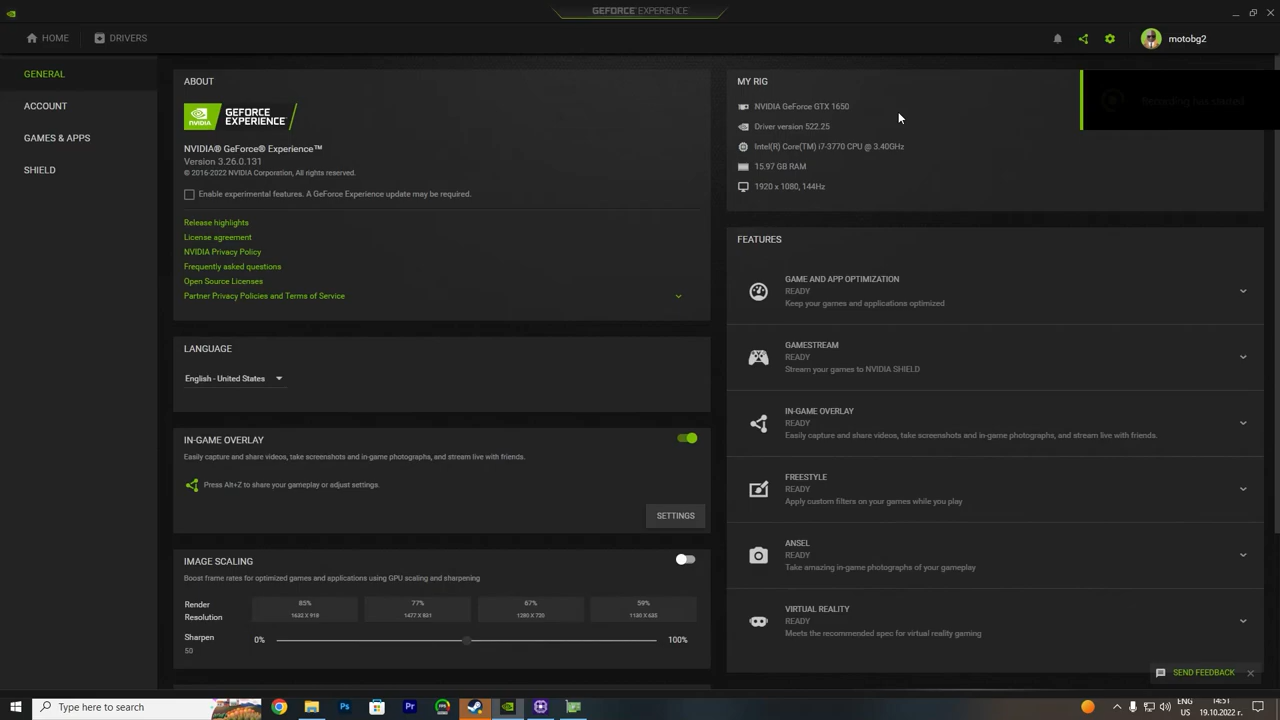 GEFORCE EXPERIENCE
HOME
DRIVERS
motobg2
GENERAL
ACCOUNT
GAMES & APPS
SHIELD
ABOUT
NVIDIA
GEFORCE
EXPERIENCE
NVIDIA® GeForce® Experience™
Version 3.26.0.131
© 2016-2022 NVIDIA Corporation, All rights reserved.
Enable experimental features. A GeForce Experience update may be required.
Release highlights
License agreement
NVIDIA Privacy Policy
Frequently asked questions
Open Source Licenses
Partner Privacy Policies and Terms of Service
LANGUAGE
English - United States
IN-GAME OVERLAY
Easily capture and share videos, take screenshots and in-game photographs, and stream live with friends.
Press Alt+Z to share your gameplay or adjust settings.
SETTINGS
IMAGE SCALING
Boost frame rates for optimized games and applications using GPU scaling and sharpening
Render
Resolution
85%
1632 X 918
77%
1477 X 831
67%
1280 X 720
59%
1130 X 635
Sharpen
50
0%
100%
MY RIG
NVIDIA GeForce GTX 1650
Driver version 522.25
Intel(R) Core(TM) i7-3770 CPU @ 3.40GHz
15.97 GB RAM
1920 x 1080, 144Hz
Recording has started
FEATURES
GAME AND APP OPTIMIZATION
READY
Keep your games and applications optimized
GAMESTREAM
READY
Stream your games to NVIDIA SHIELD
IN-GAME OVERLAY
READY
Easily capture and share videos, take screenshots and in-game photographs, and stream live with friends.
FREESTYLE
READY
Apply custom filters on your games while you play
ANSEL
READY
Take amazing in-game photographs of your gameplay
VIRTUAL REALITY
READY
Meets the recommended spec for virtual reality gaming
SEND FEEDBACK
Type here to search
Ps
Pr
УС
14:51
19.10.2022 г.